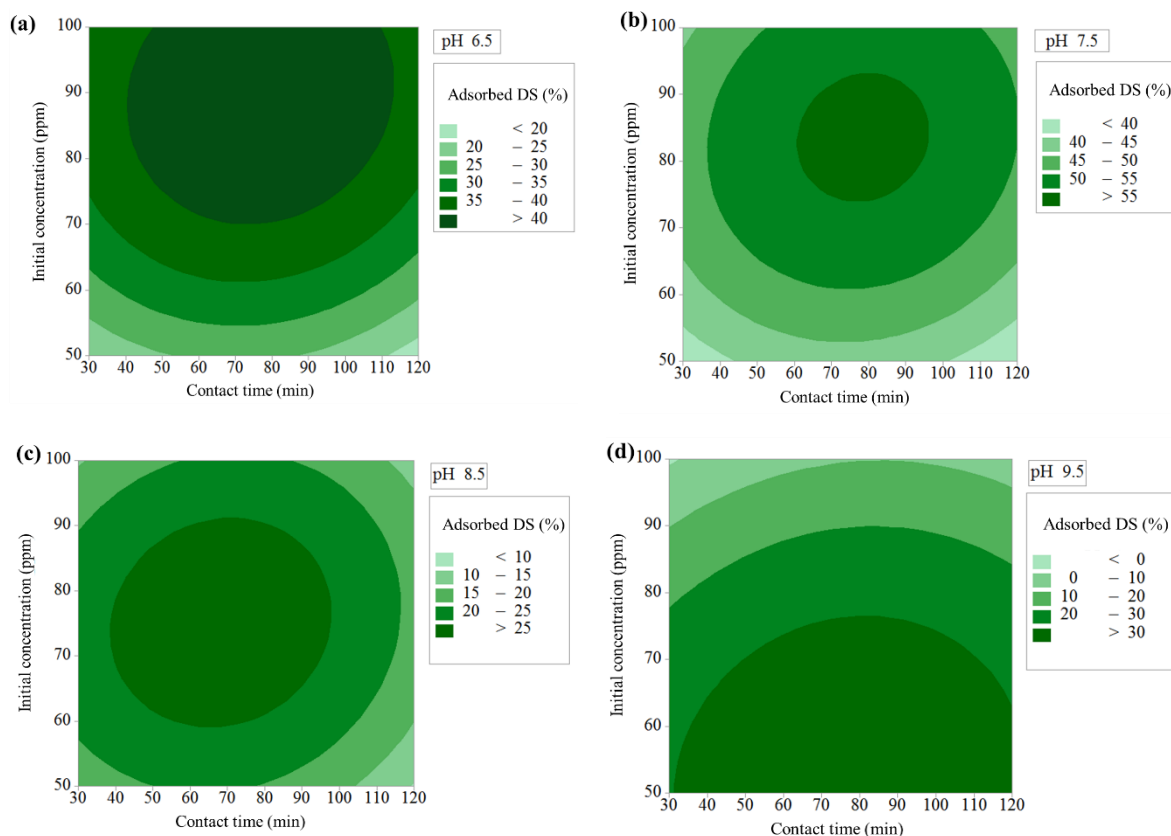 (a)
pH 6.5
Adsorbed DS (%)
< 20
20 – 25
25 – 30
30 – 35
35 – 40
> 40
Initial concentration (ppm)
100
90
80
70
60
50
30 40 50 60 70 80 90 100 110 120
Contact time (min)
(b)
pH 7.5
Adsorbed DS (%)
< 40
40 – 45
45 – 50
50 – 55
> 55
Initial concentration (ppm)
100
90
80
70
60
50
30 40 50 60 70 80 90 100 110 120
Contact time (min)
(c)
pH 8.5
Adsorbed DS (%)
< 10
10 – 15
15 – 20
20 – 25
> 25
Initial concentration (ppm)
100
90
80
70
60
50
30 40 50 60 70 80 90 100 110 120
Contact time (min)
(d)
pH 9.5
Adsorbed DS (%)
< 0
0 – 10
10 – 20
20 – 30
> 30
Initial concentration (ppm)
100
90
80
70
60
50
30 40 50 60 70 80 90 100 110 120
Contact time (min)